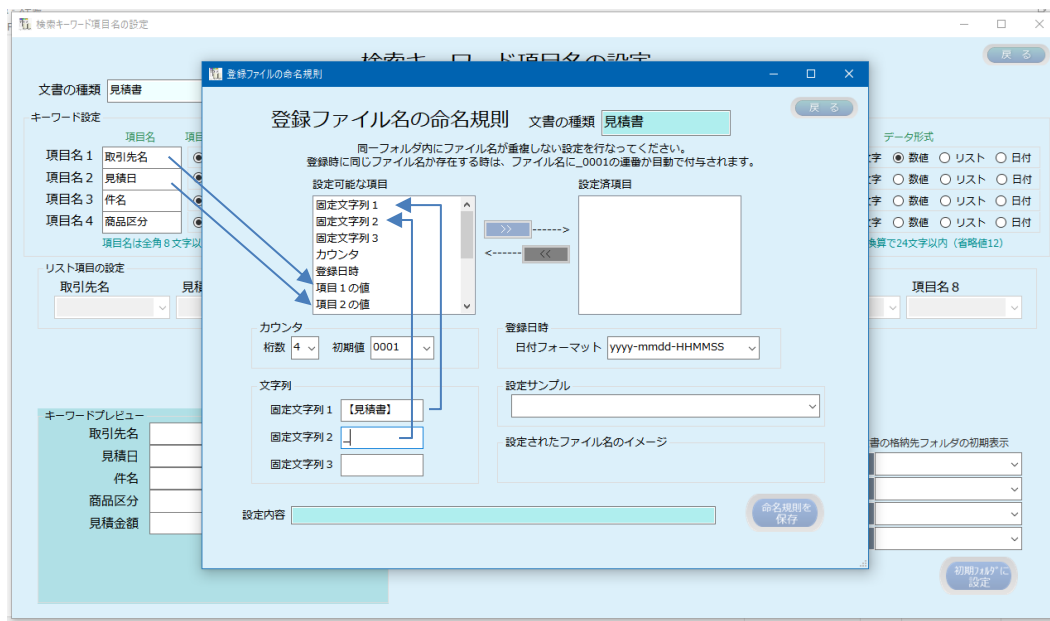 検索キーワード項目名の設定
戻 る
文書の種類 見積書
キーワード設定
項目名
データ形式
項目名１ 取引先名
項目名２ 見積日
項目名３ 件名
項目名４ 商品区分
数値 リスト 日付
数値 リスト 日付
数値 リスト 日付
数値 リスト 日付
項目名は全角８文字以
換算で24文字以内（省略値12）
リスト項目の設定
取引先名
項目名８
キーワードプレビュー
取引先名
見積日
件名
商品区分
見積金額
書の格納先フォルダの初期表示
初期ﾌｫﾙﾀﾞに
設定
登録ファイルの命名規則
登録ファイル名の命名規則 文書の種類 見積書
戻 る
同一フォルダ内にファイル名が重複しない設定を行なってください。
登録時に同じファイル名が存在する時は、ファイル名に_0001の連番が自動で付与されます。
設定可能な項目
設定済項目
固定文字列１
固定文字列２
固定文字列３
カウンタ
登録日時
項目１の値
項目２の値
>> ------>
<------ <<
カウンタ
桁数 4 初期値 0001
登録日時
日付フォーマット yyyy-mmdd-HHMMSS
文字列
固定文字列１ 【見積書】
固定文字列２ _
固定文字列３
設定サンプル
設定されたファイル名のイメージ
設定内容
命名規則を
保存